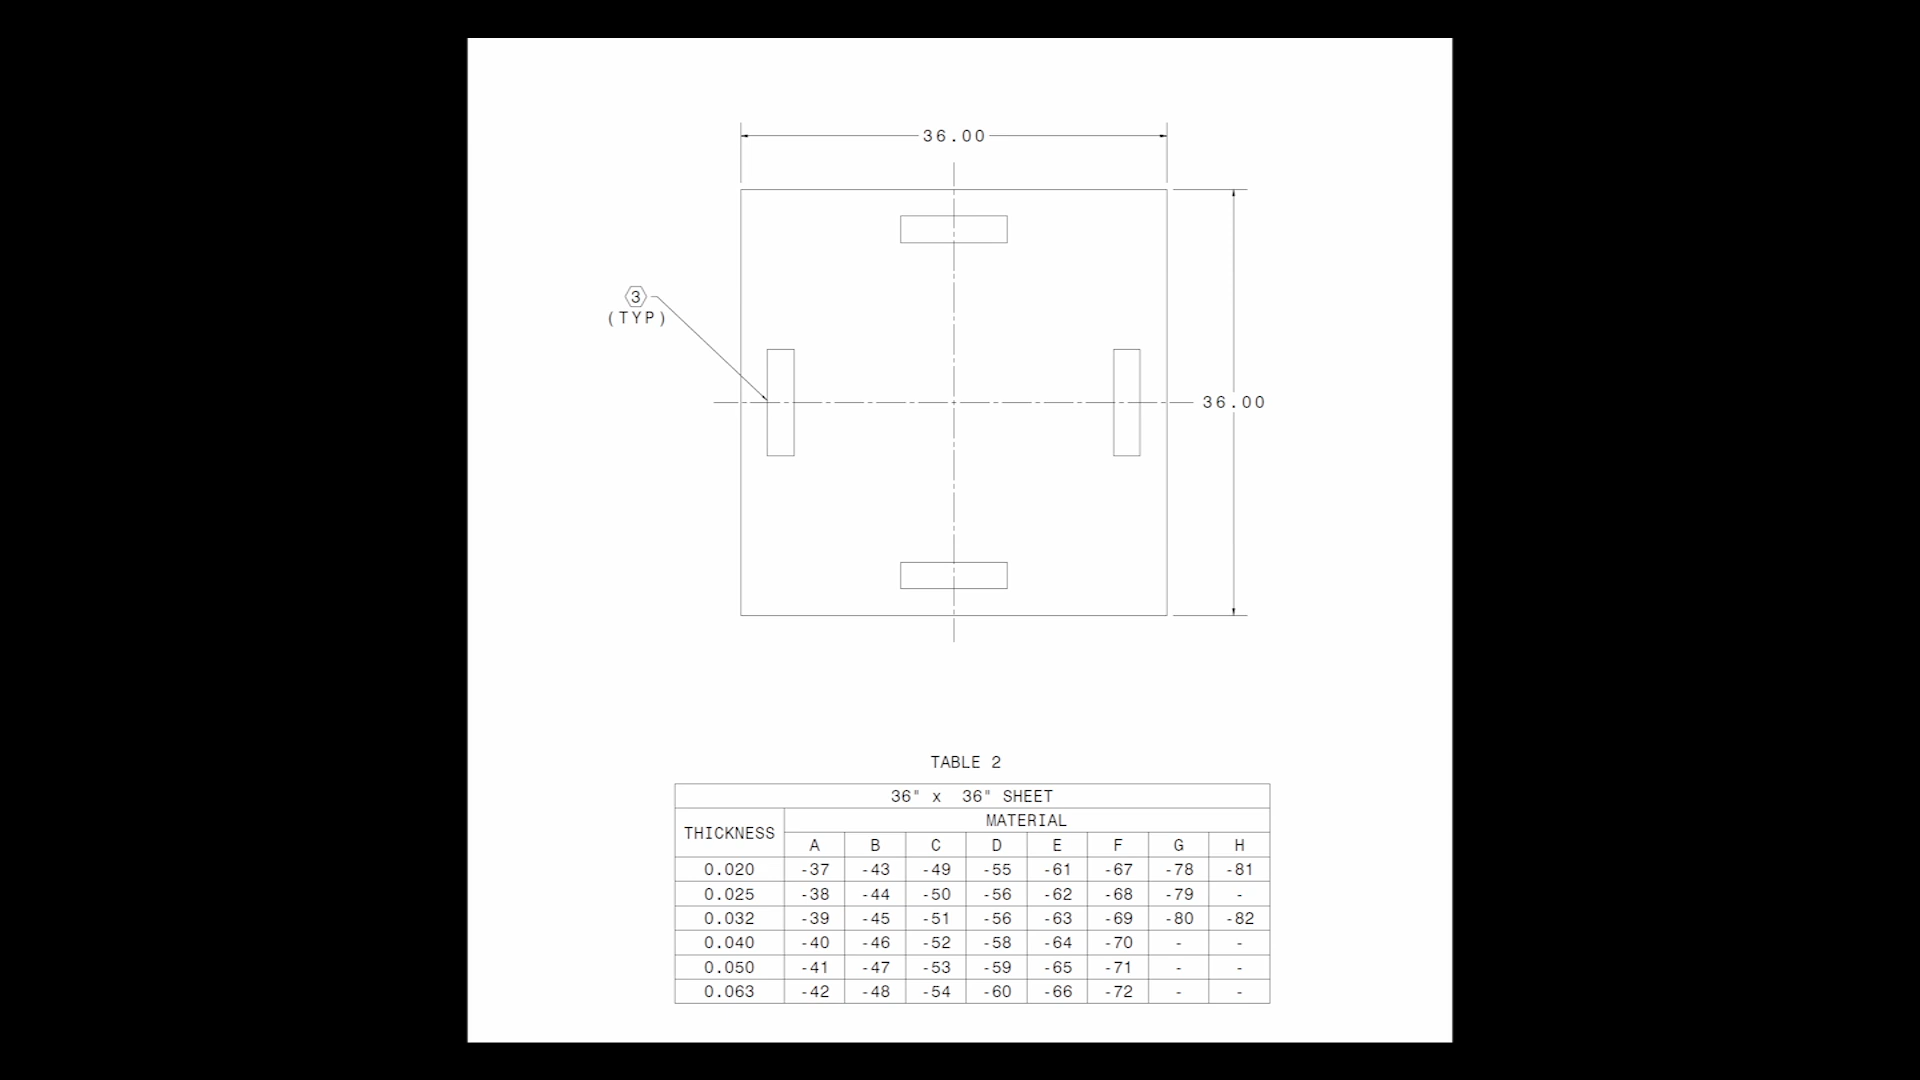 36.00
3
(TYP)
36.00
TABLE 2
36" x 36" SHEET
THICKNESS MATERIAL
A B C D E F G H
0.020 -37 -43 -49 -55 -61 -67 -78 -81
0.025 -38 -44 -50 -56 -62 -68 -79 -
0.032 -39 -45 -51 -56 -63 -69 -80 -82
0.040 -40 -46 -52 -58 -64 -70 - -
0.050 -41 -47 -53 -59 -65 -71 - -
0.063 -42 -48 -54 -60 -66 -72 - -